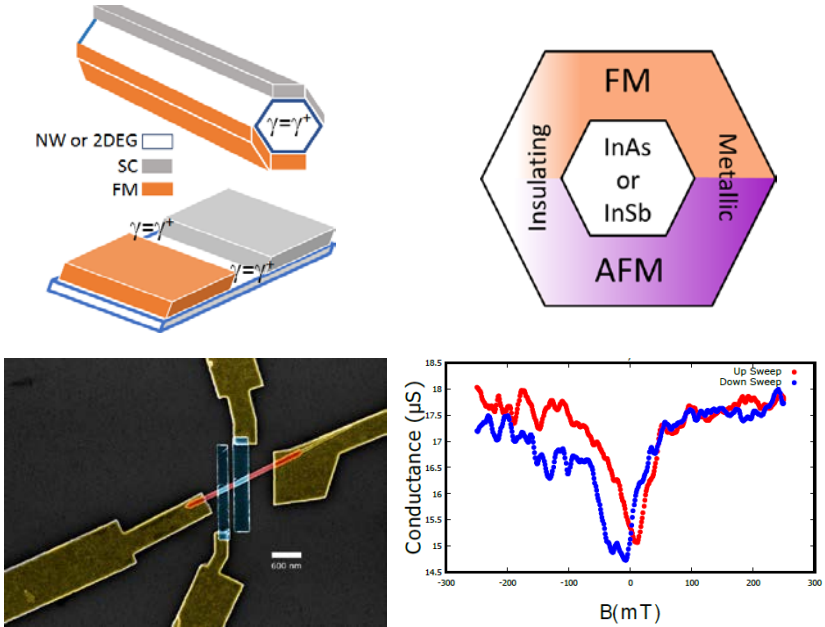 γ=γ⁺
NW or 2DEG
SC
FM
γ=γ⁺
γ=γ⁺
FM
Insulating
InAs
or
InSb
Metallic
AFM
600 nm
18.5
18
17.5
17
16.5
16
15.5
15
14.5
Conductance (µS)
Up Sweep
Down Sweep
-300
-200
-100
0
100
200
300
B(mT)